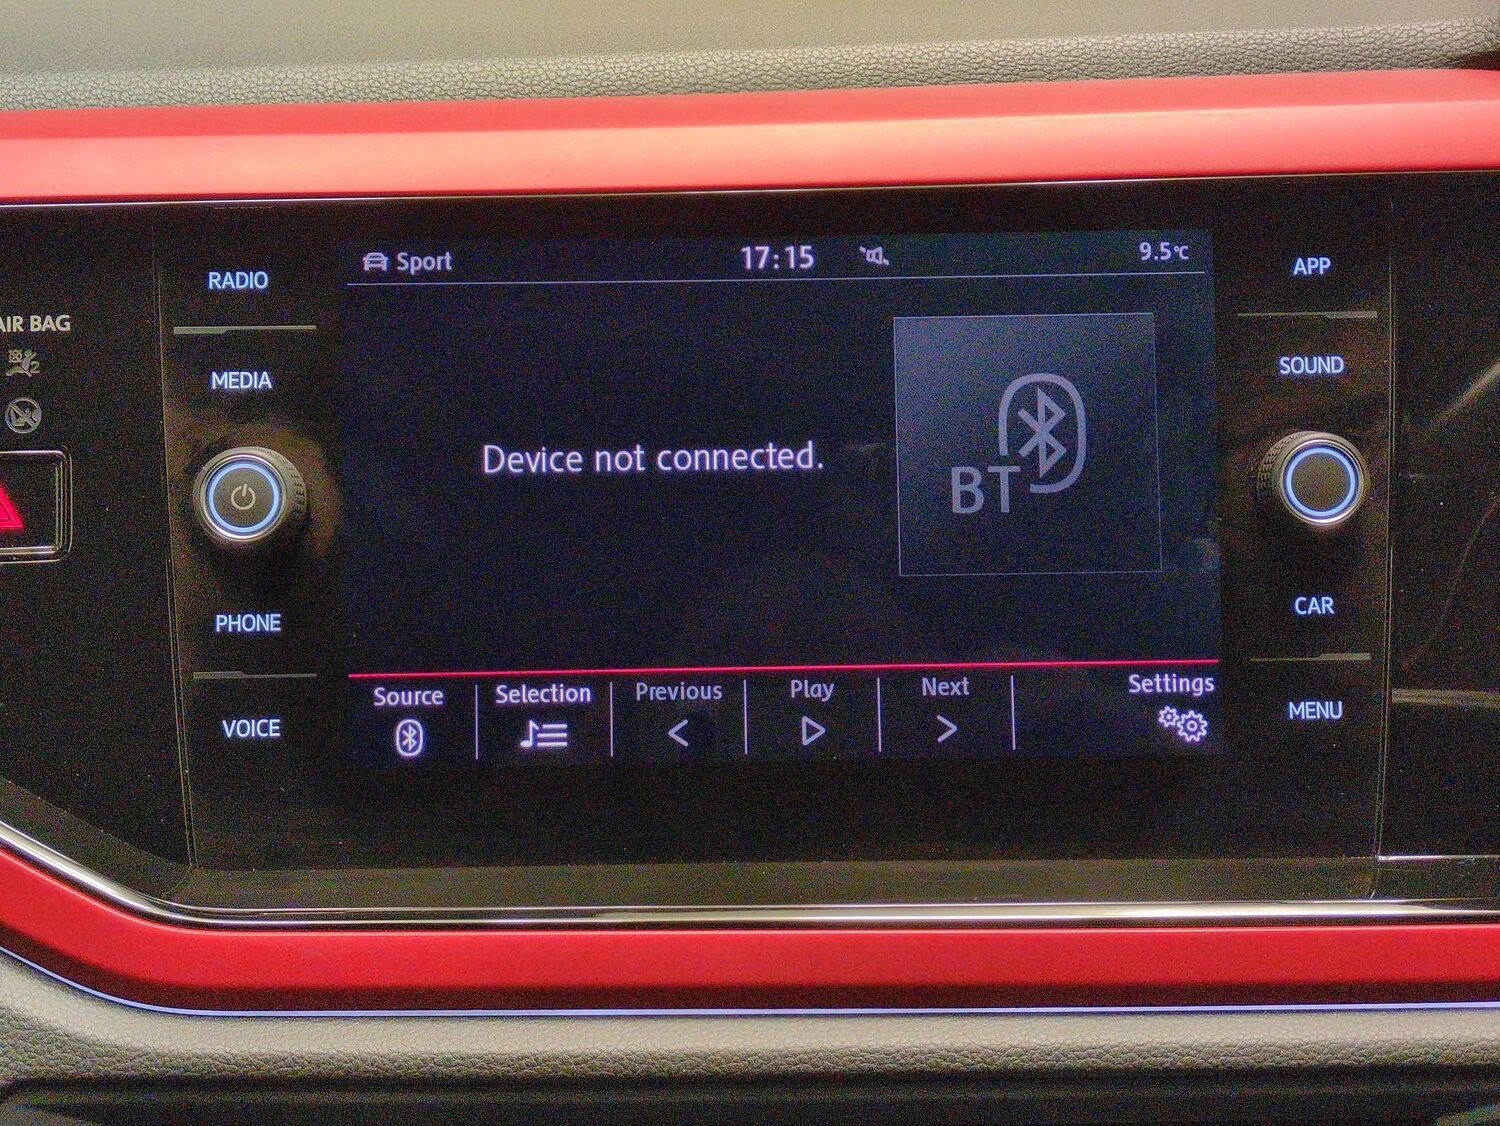 Sport 17:15 9.5°C
RADIO
APP
AIR BAG
MEDIA
SOUND
Device not connected.
BT
PHONE
CAR
VOICE
MENU
Source Selection Previous Play Next Settings